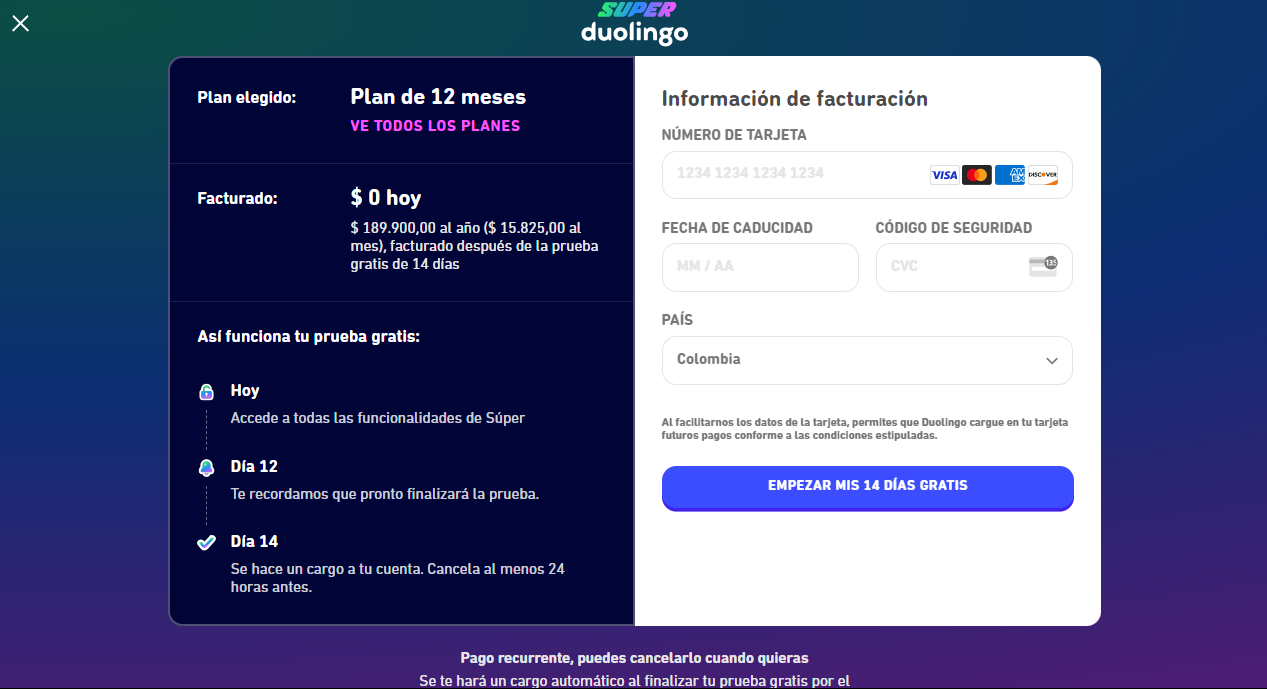 SUPER
duolingo
Plan elegido:
Plan de 12 meses
VE TODOS LOS PLANES
Facturado:
$ 0 hoy
$ 189.900,00 al año ($ 15.825,00 al
mes), facturado después de la prueba
gratis de 14 días
Así funciona tu prueba gratis:
Hoy
Accede a todas las funcionalidades de Súper
Día 12
Te recordamos que pronto finalizará la prueba.
Día 14
Se hace un cargo a tu cuenta. Cancela al menos 24
horas antes.
Información de facturación
NÚMERO DE TARJETA
1234 1234 1234 1234
VISA
AMEX
DISCOVER
FECHA DE CADUCIDAD
CÓDIGO DE SEGURIDAD
MM / AA
CVC
135
PAÍS
Colombia
Al facilitarnos los datos de la tarjeta, permites que Duolingo cargue en tu tarjeta
futuros pagos conforme a las condiciones estipuladas.
EMPEZAR MIS 14 DÍAS GRATIS
Pago recurrente, puedes cancelarlo cuando quieras
Se te hará un cargo automático al finalizar tu prueba gratis por el